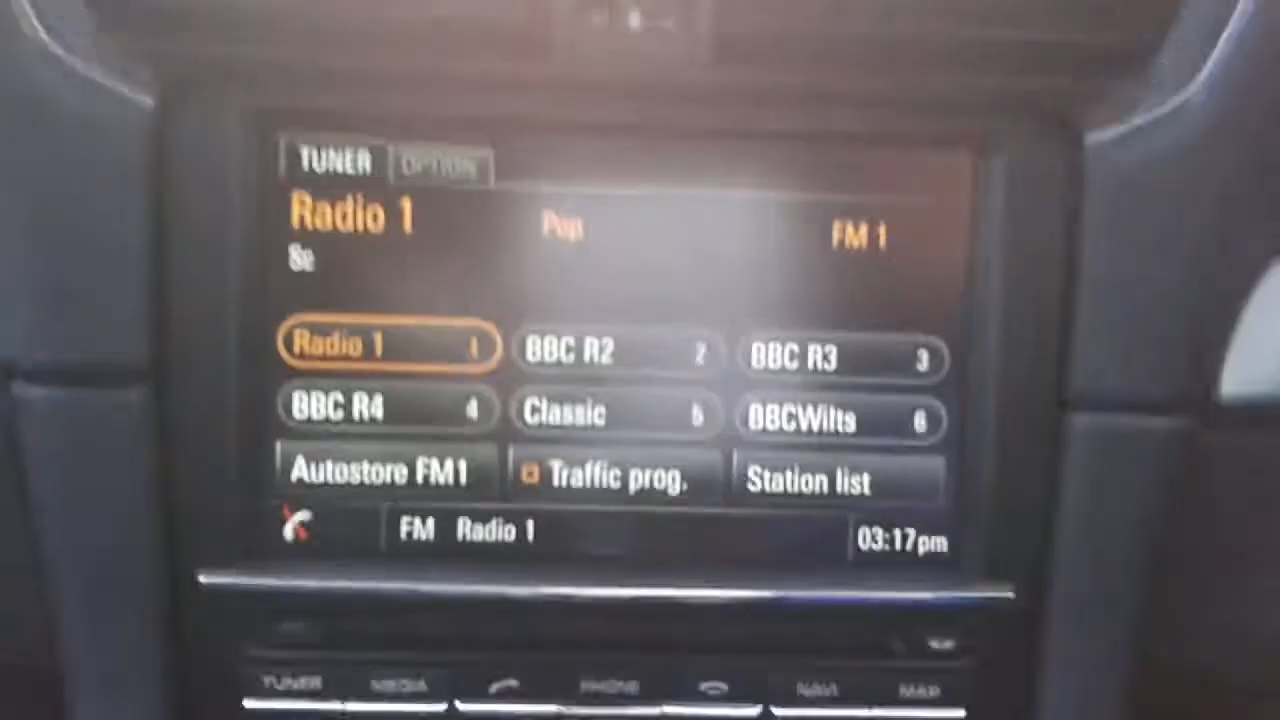 TUNER OPTION
Radio 1 Pop FM 1
8e
Radio 1 1 BBC R2 2 BBC R3 3
BBC R4 4 Classic 5 BBCWilts 6
Autostore FM1 Traffic prog. Station list
FM Radio 1 03:17pm
TUNER MEDIA PHONE NAVI MAP